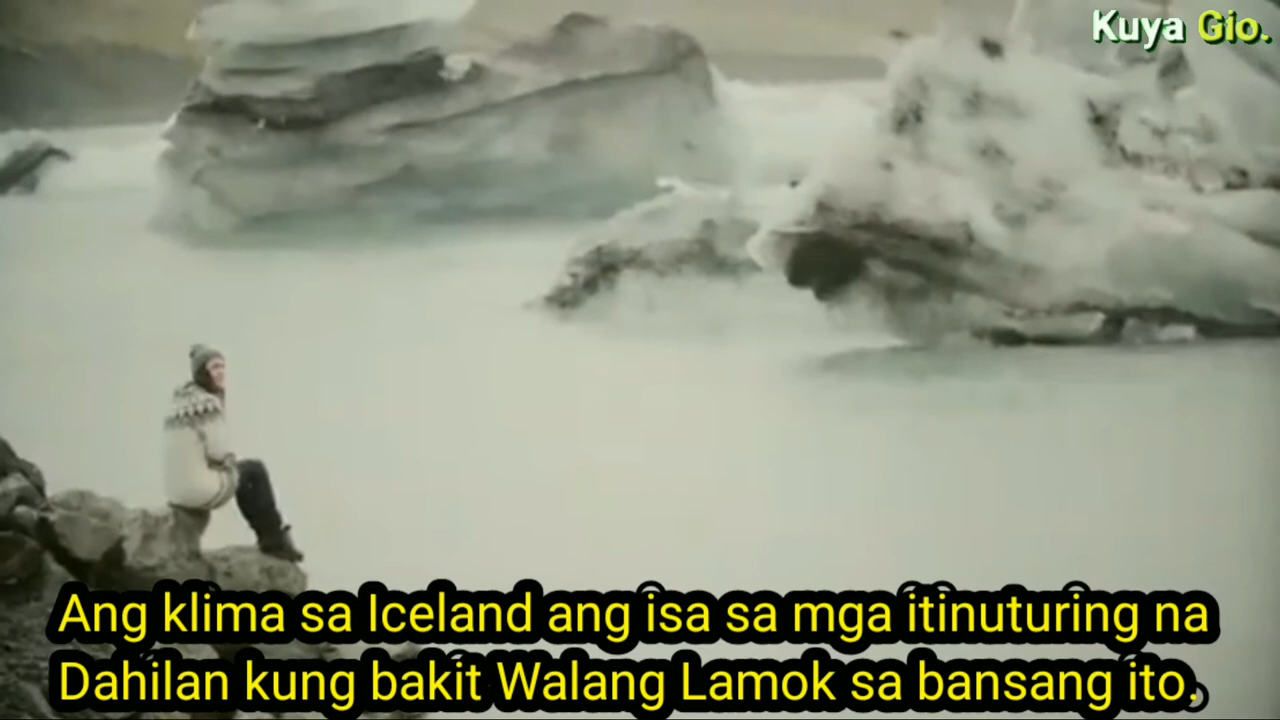 Kuya Gio.
Ang klima sa Iceland ang isa sa mga itinuturing na
Dahilan kung bakit Walang Lamok sa bansang ito.